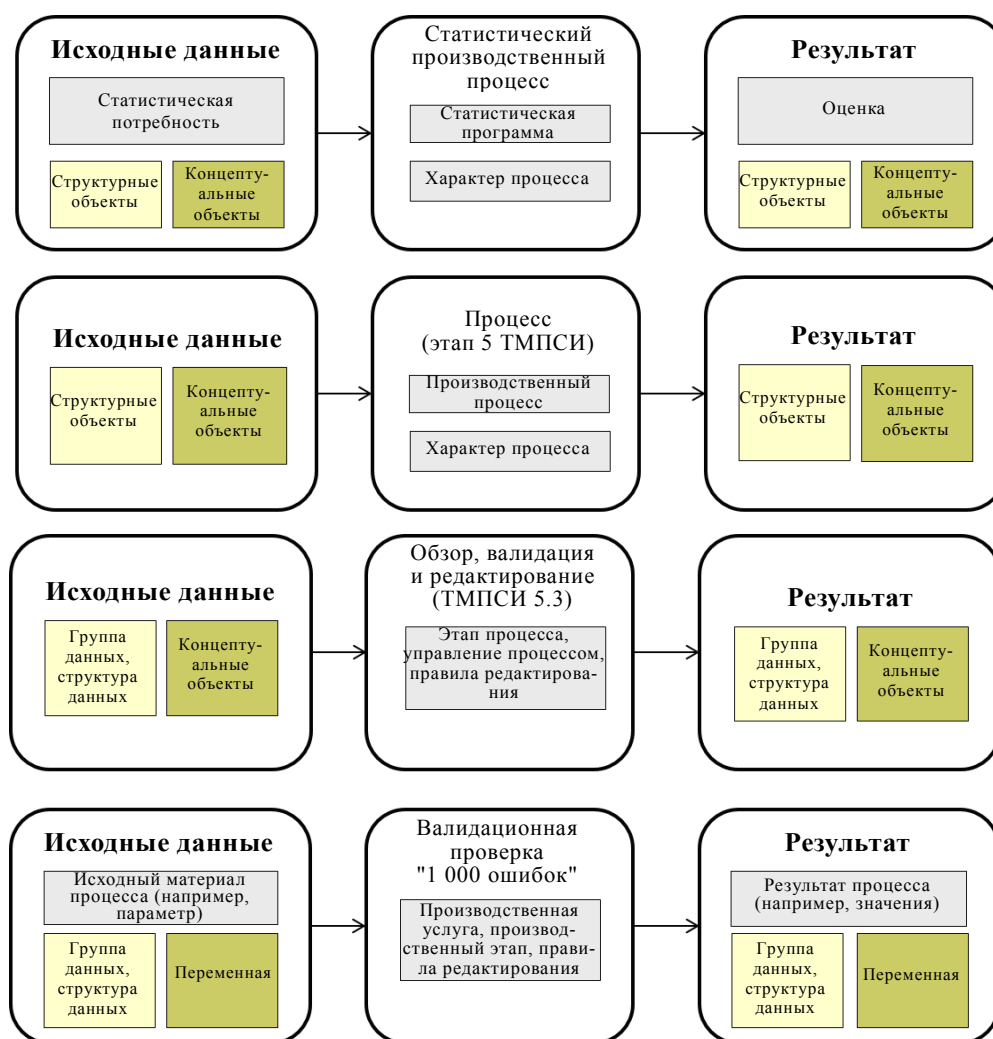 Исходные данные
Статистическая
потребность
Структурные
объекты
Концепту-
альные
объекты
Статистический
производственный
процесс
Статистическая
программа
Характер процесса
Результат
Оценка
Структурные
объекты
Концепту-
альные
объекты
Исходные данные
Структурные
объекты
Концепту-
альные
объекты
Процесс
(этап 5 ТМПСИ)
Производственный
процесс
Характер процесса
Результат
Структурные
объекты
Концепту-
альные
объекты
Исходные данные
Группа
данных,
структура
данных
Концепту-
альные
объекты
Обзор, валидация
и редактирование
(ТМПСИ 5.3)
Этап процесса,
управление процессом,
правила редактирова-
ния
Результат
Группа
данных,
структура
данных
Концепту-
альные
объекты
Исходные данные
Исходный материал
процесса (например,
параметр)
Группа
данных,
структура
данных
Переменная
Валидационная
проверка
"1 000 ошибок"
Производственная
услуга, производ-
ственный этап, прави-
ла редактирования
Результат
Результат процесса
(например, значения)
Группа
данных,
структура
данных
Переменная